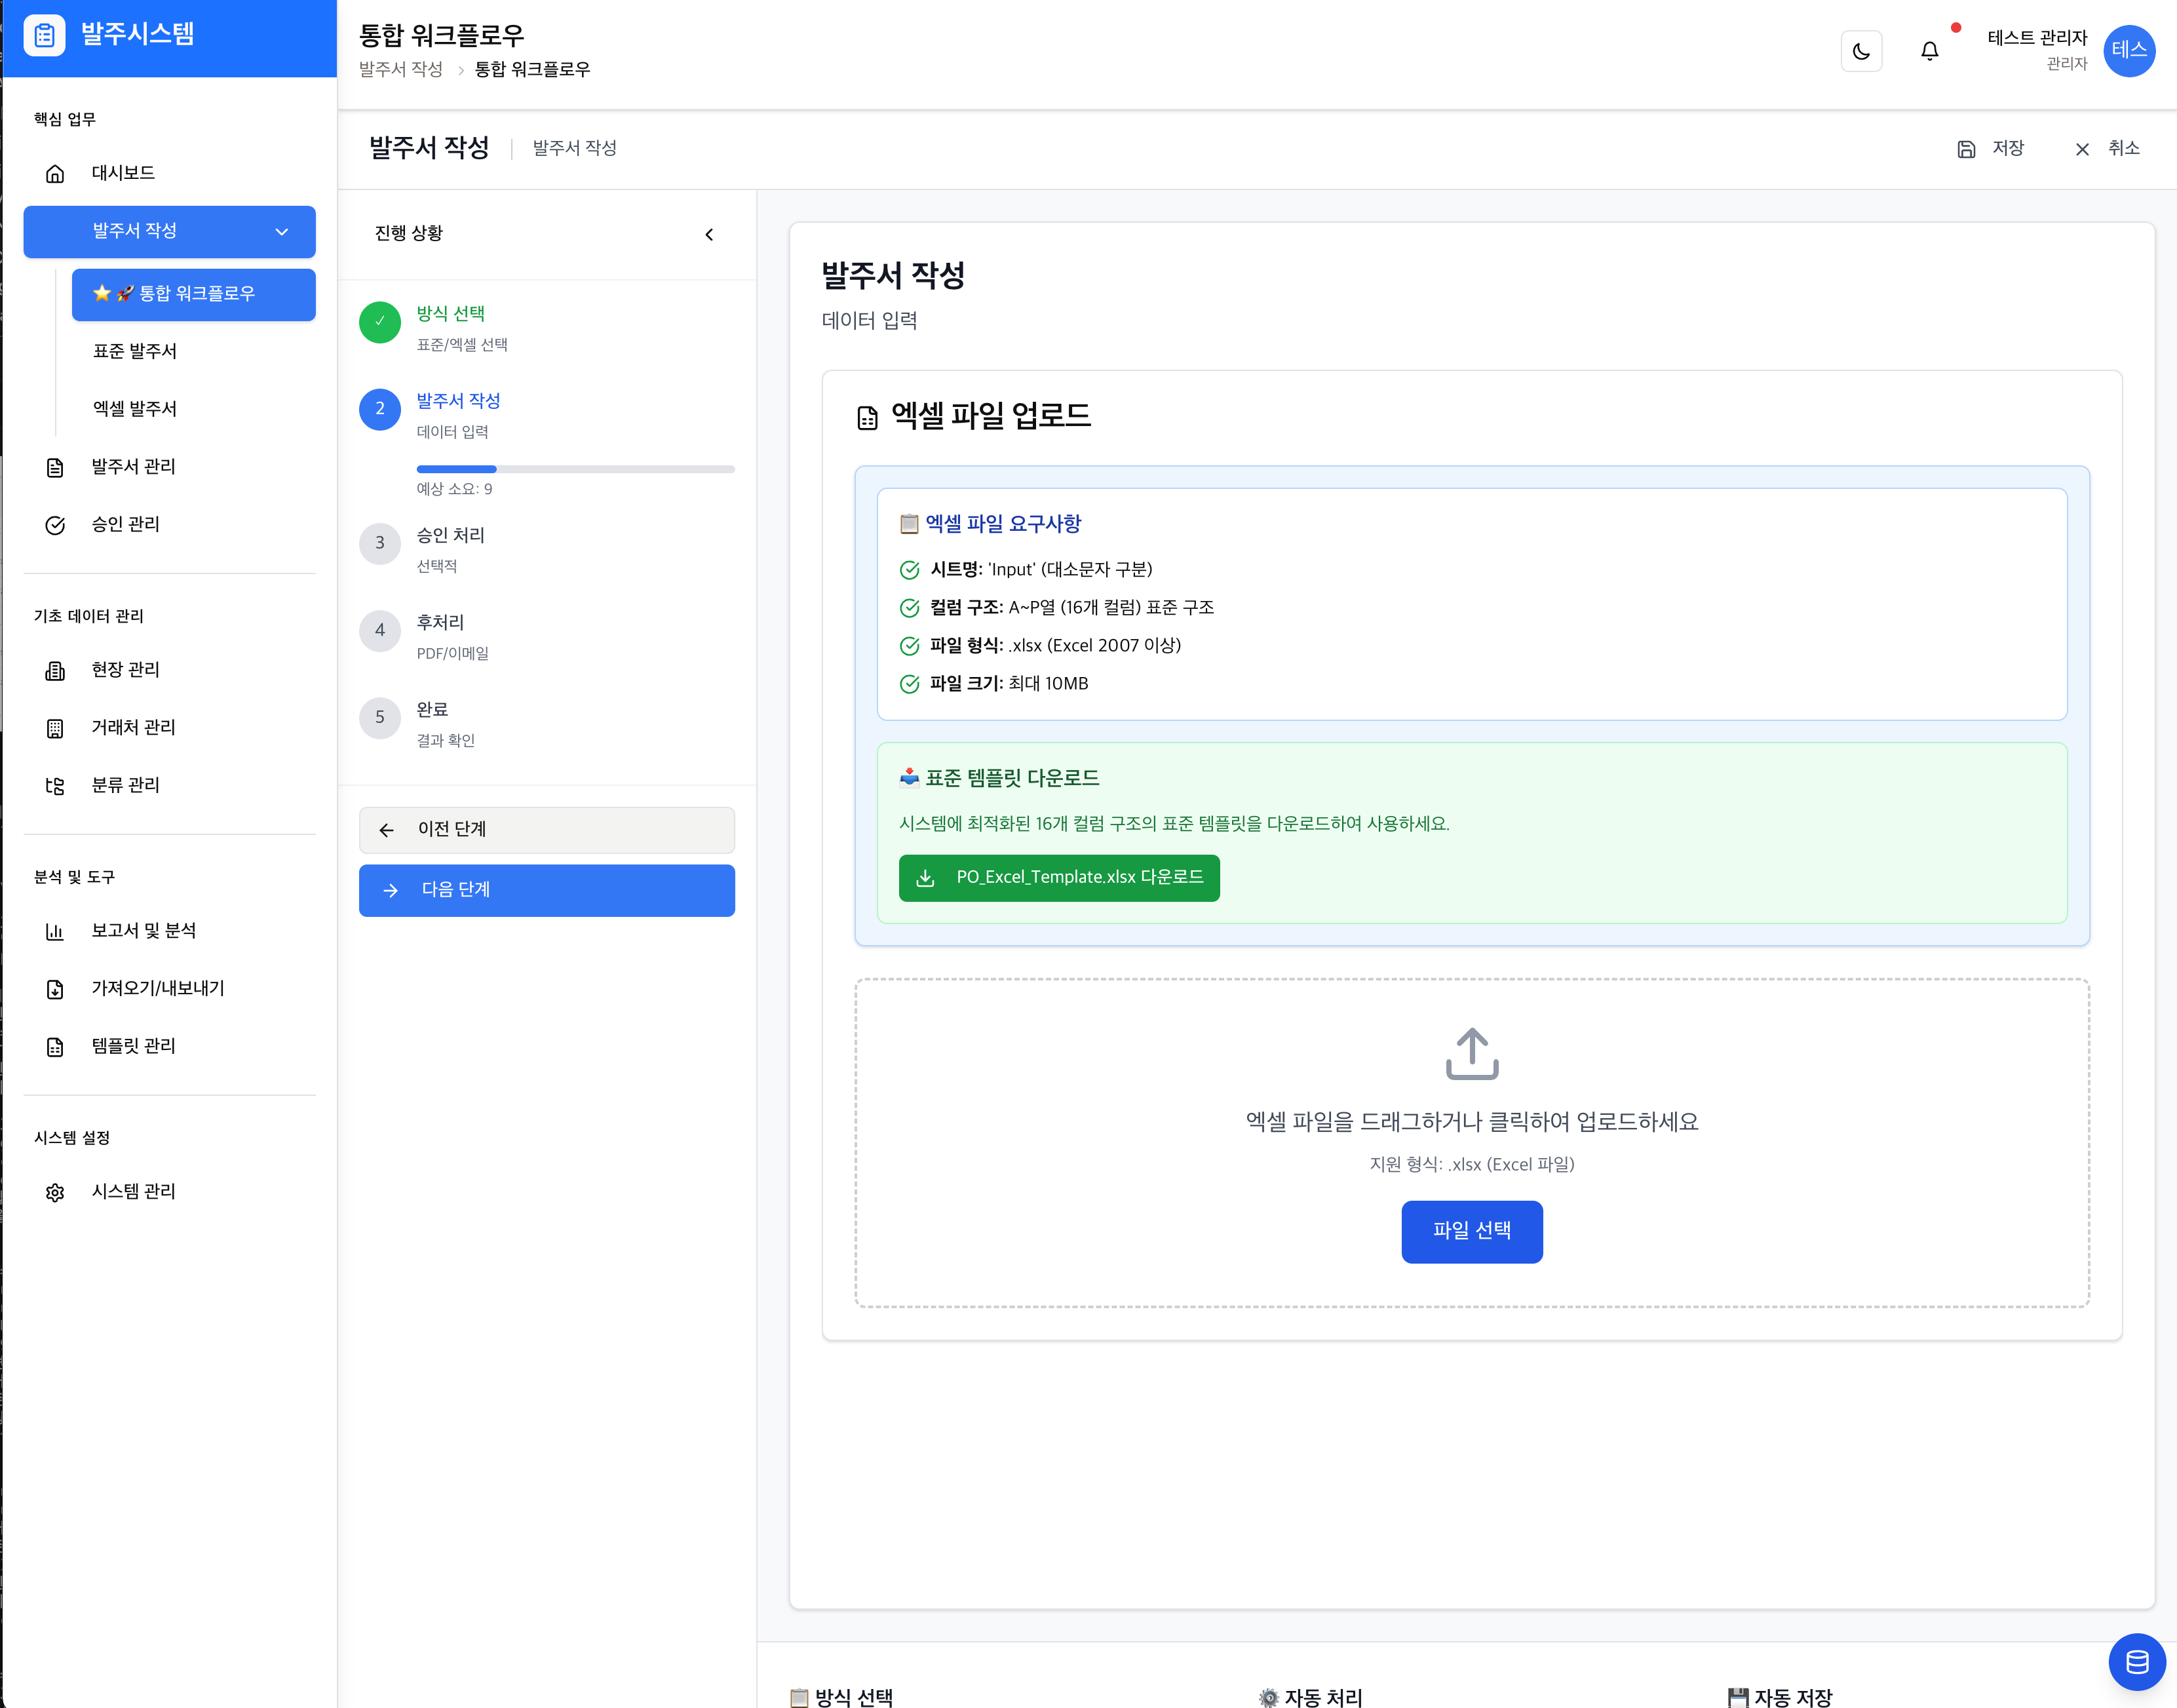 발주시스템
핵심 업무
대시보드
발주서 작성
⭐ 🚀 통합 워크플로우
표준 발주서
엑셀 발주서
발주서 관리
승인 관리
기초 데이터 관리
현장 관리
거래처 관리
분류 관리
분석 및 도구
보고서 및 분석
가져오기/내보내기
템플릿 관리
시스템 설정
시스템 관리
통합 워크플로우
발주서 작성 > 통합 워크플로우
테스트 관리자
관리자
테스
발주서 작성 | 발주서 작성
저장
취소
진행 상황
✓
방식 선택
표준/엑셀 선택
2
발주서 작성
데이터 입력
예상 소요: 9
3
승인 처리
선택적
4
후처리
PDF/이메일
5
완료
결과 확인
이전 단계
다음 단계
발주서 작성
데이터 입력
엑셀 파일 업로드
📋 엑셀 파일 요구사항
시트명: 'Input' (대소문자 구분)
컬럼 구조: A~P열 (16개 컬럼) 표준 구조
파일 형식: .xlsx (Excel 2007 이상)
파일 크기: 최대 10MB
📥 표준 템플릿 다운로드
시스템에 최적화된 16개 컬럼 구조의 표준 템플릿을 다운로드하여 사용하세요.
PO_Excel_Template.xlsx 다운로드
엑셀 파일을 드래그하거나 클릭하여 업로드하세요
지원 형식: .xlsx (Excel 파일)
파일 선택
📋 방식 선택
⚙️ 자동 처리
💾 자동 저장